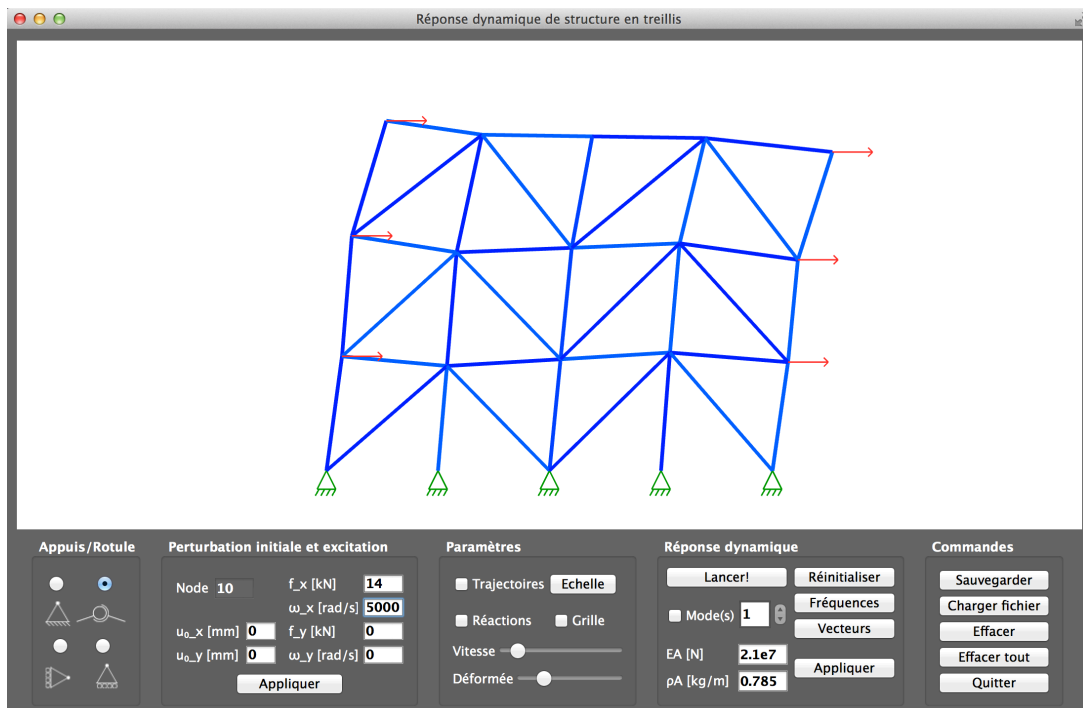 Réponse dynamique de structure en treillis
Appuis/Rotule
Perturbation initiale et excitation
Node 10
f_x [kN] 14
ω_x [rad/s] 5000
u₀_x [mm] 0
f_y [kN] 0
u₀_y [mm] 0
ω_y [rad/s] 0
Appliquer
Paramètres
Trajectoires
Echelle
Réactions
Grille
Vitesse
Déformée
Réponse dynamique
Lancer!
Réinitialiser
Mode(s) 1
Fréquences
Vecteurs
EA [N] 2.1e7
ρA [kg/m] 0.785
Appliquer
Commandes
Sauvegarder
Charger fichier
Effacer
Effacer tout
Quitter